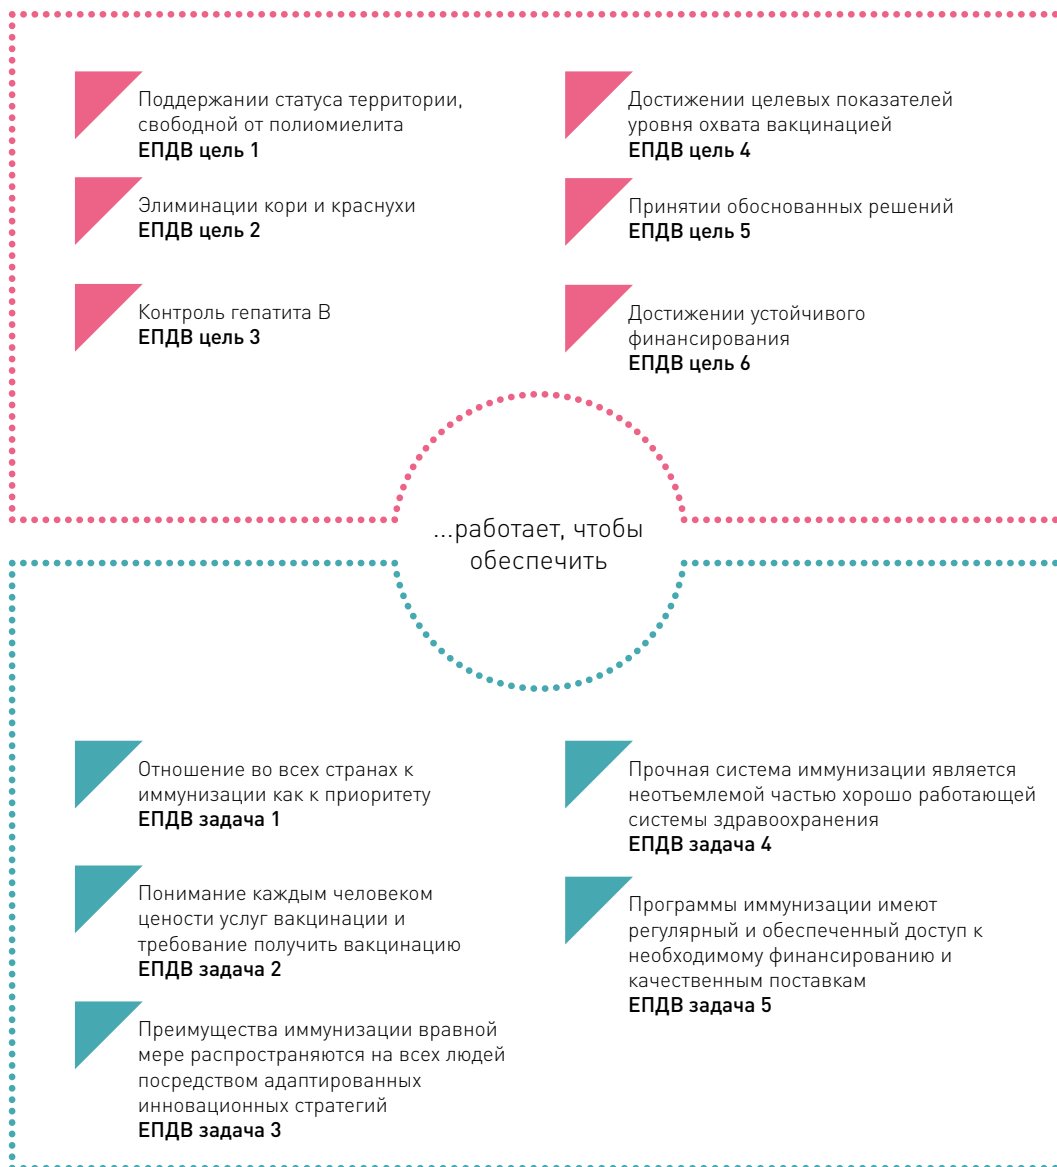 Поддержании статуса территории,
свободной от полиомиелита
ЕПДВ цель 1
Элиминации кори и краснухи
ЕПДВ цель 2
Контроль гепатита В
ЕПДВ цель 3
Достижении целевых показателей
уровня охвата вакцинацией
ЕПДВ цель 4
Принятии обоснованных решений
ЕПДВ цель 5
Достижении устойчивого
финансирования
ЕПДВ цель 6
...работает, чтобы
обеспечить
Отношение во всех странах к
иммунизации как к приоритету
ЕПДВ задача 1
Понимание каждым человеком
цености услуг вакцинации и
требование получить вакцинацию
ЕПДВ задача 2
Преимущества иммунизации вравной
мере распространяются на всех людей
посредством адаптированных
инновационных стратегий
ЕПДВ задача 3
Прочная система иммунизации является
неотъемлемой частью хорошо работающей
системы здравоохранения
ЕПДВ задача 4
Программы иммунизации имеют
регулярный и обеспеченный доступ к
необходимому финансированию и
качественным поставкам
ЕПДВ задача 5